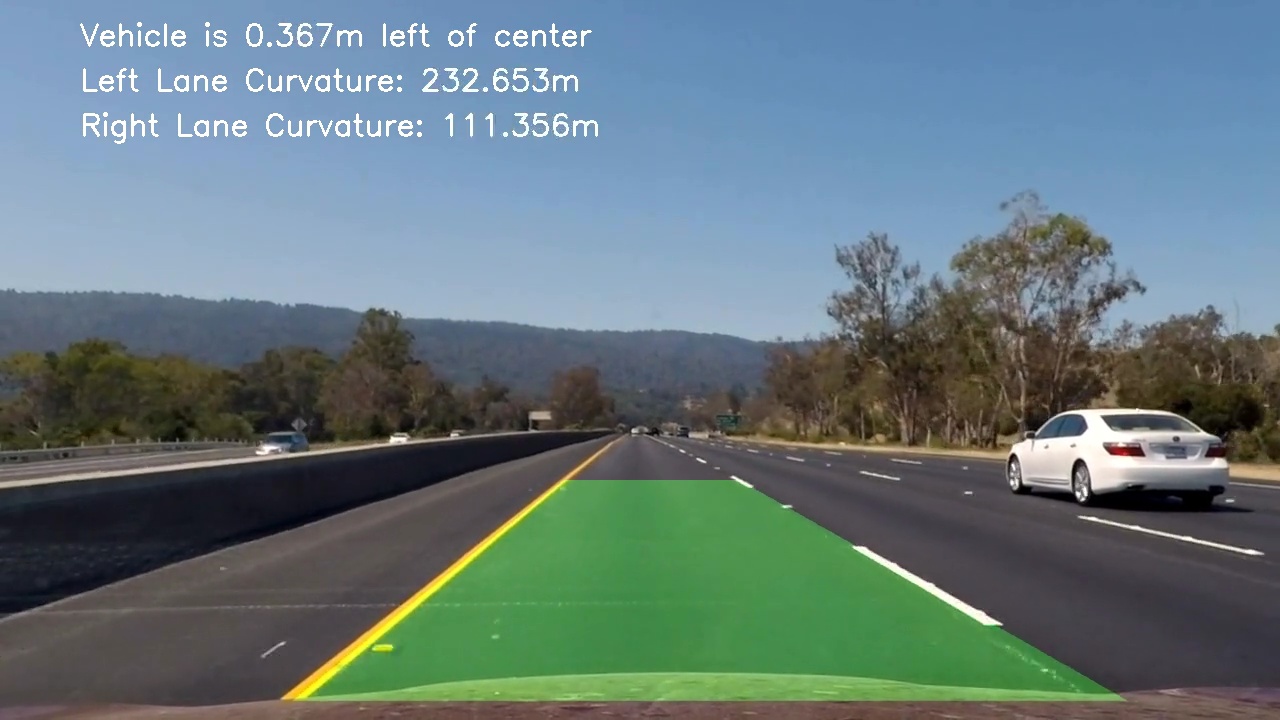 Vehicle is 0.367m left of center
Left Lane Curvature: 232.653m
Right Lane Curvature: 111.356m